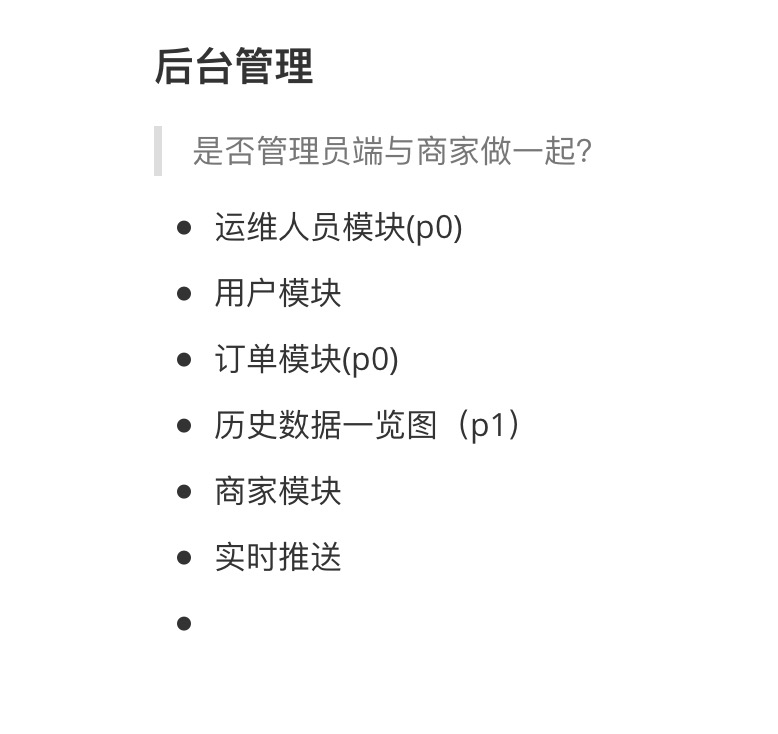 后台管理
是否管理员端与商家做一起?
运维人员模块(p0)
用户模块
订单模块(p0)
历史数据一览图（p1）
商家模块
实时推送